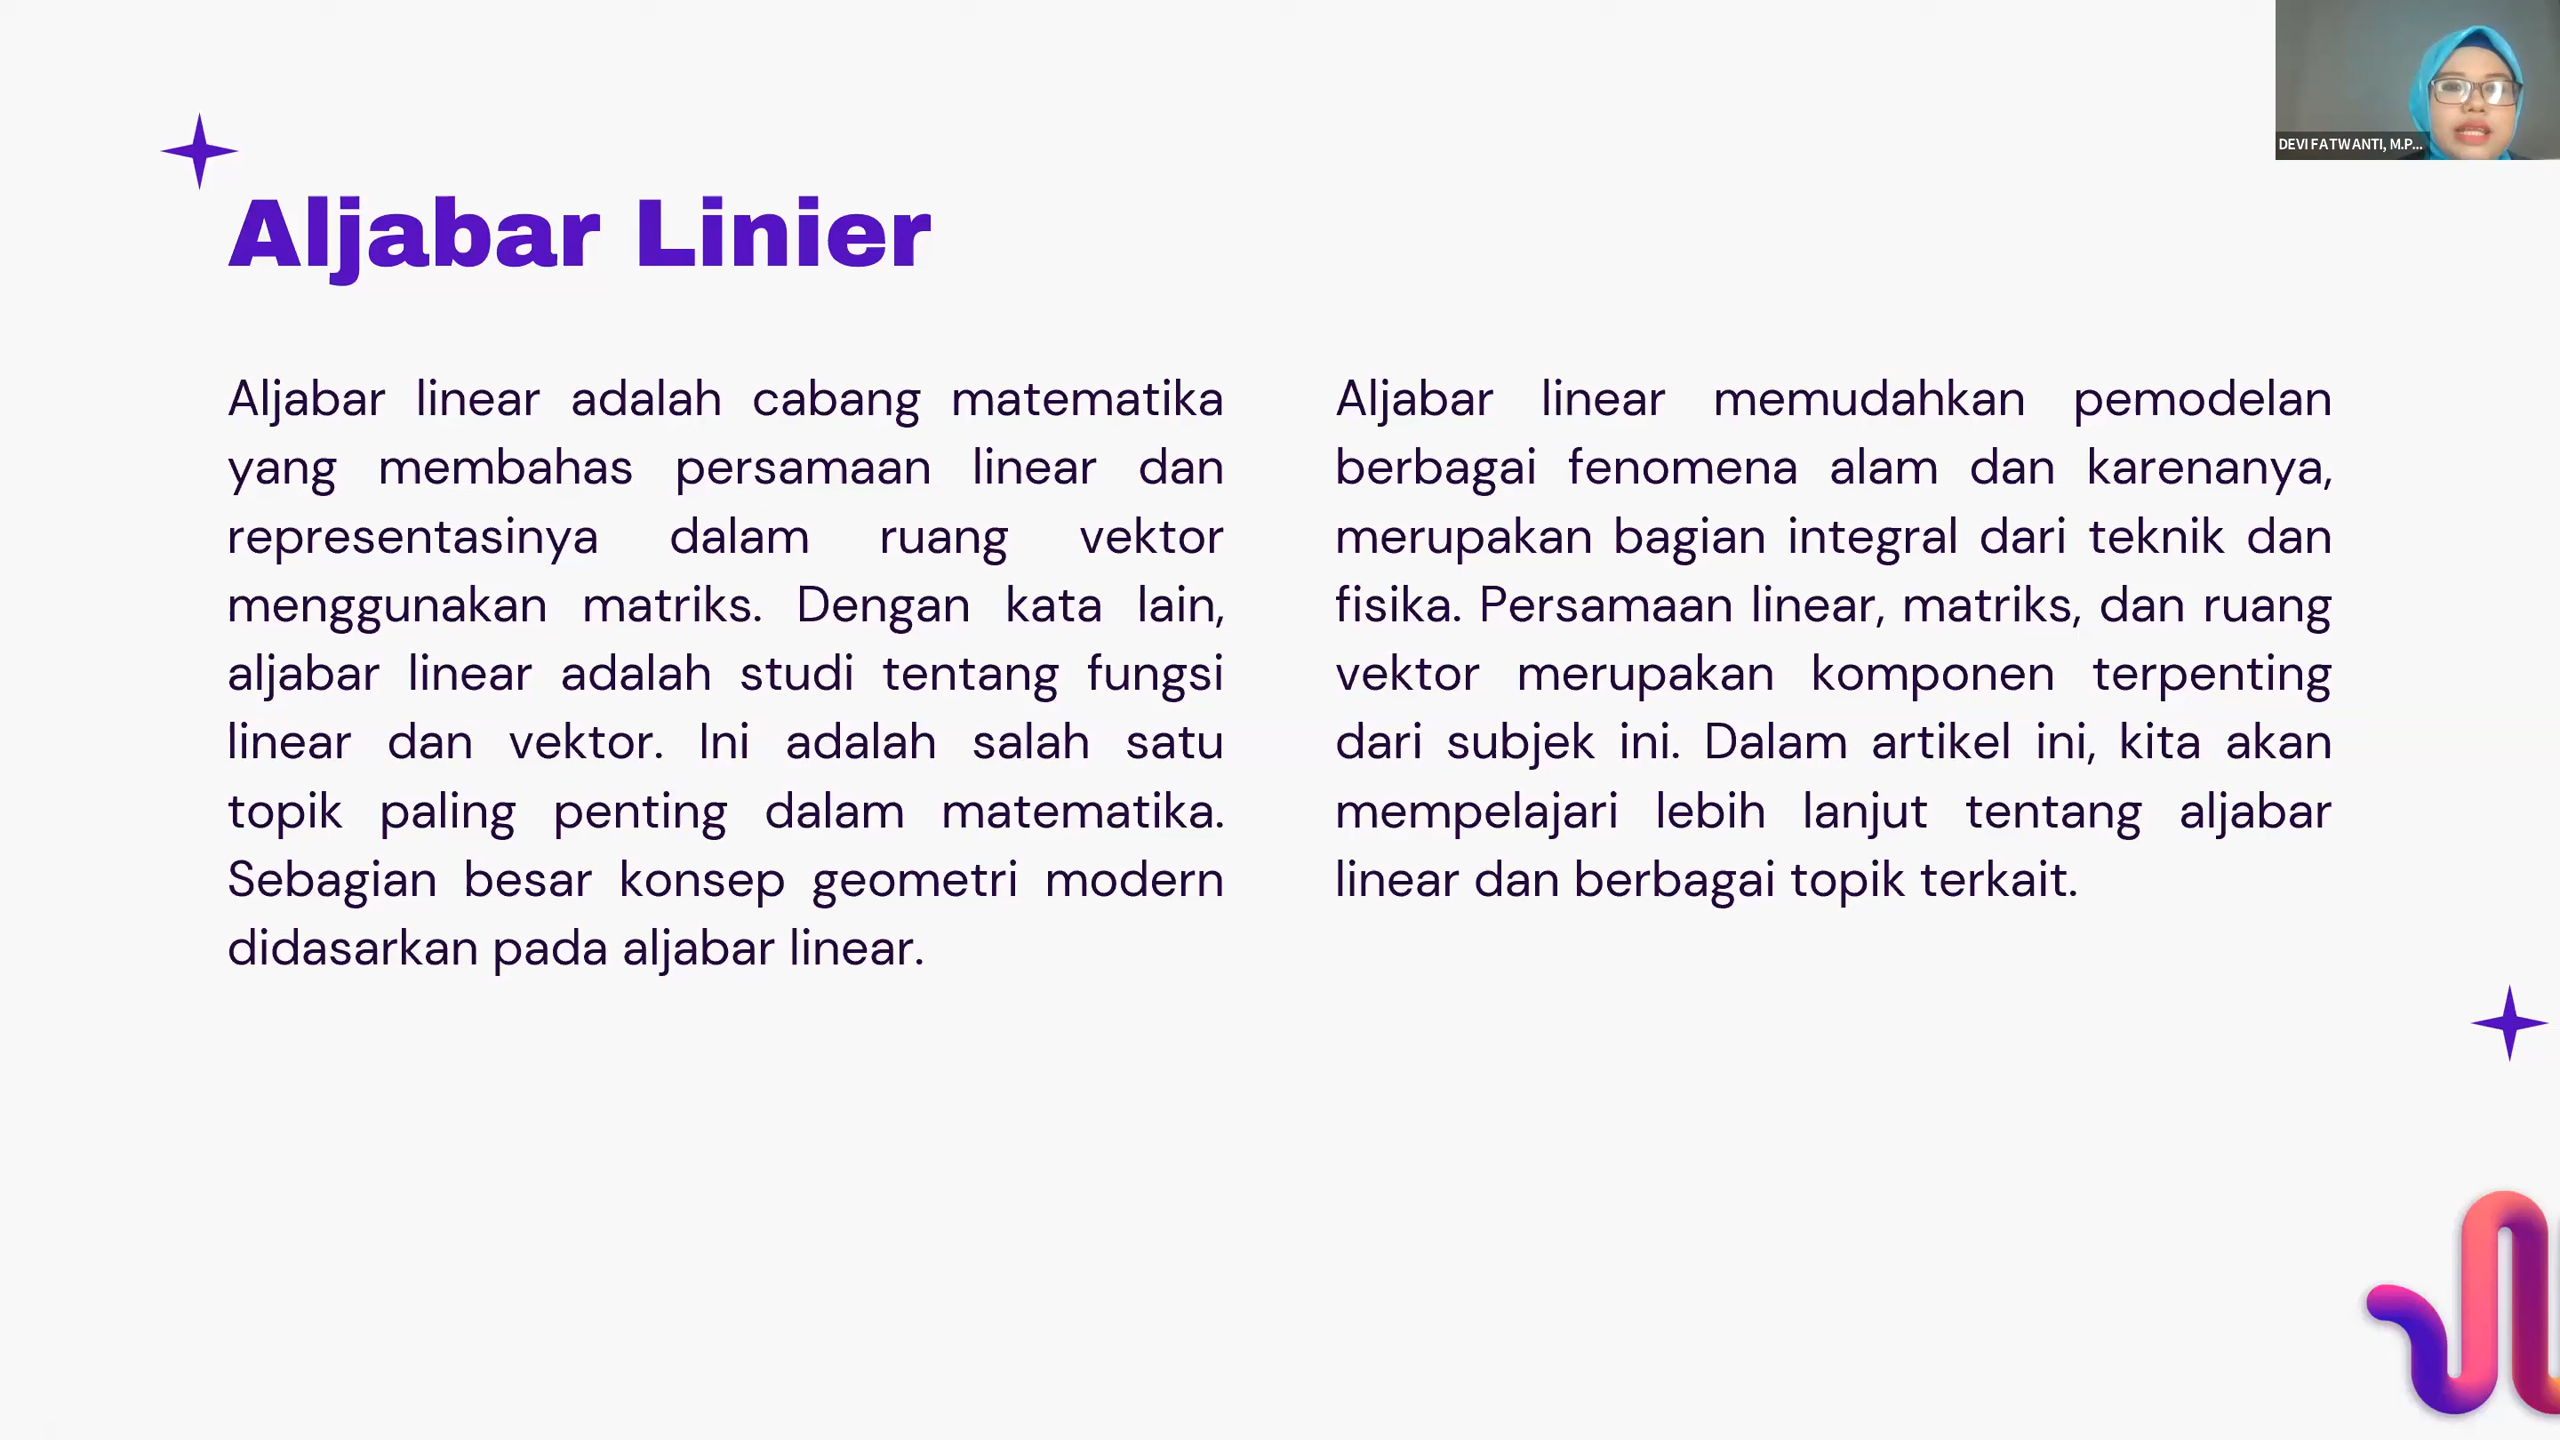 DEVI FATWANTI, M.P...
Aljabar Linier
Aljabar linear adalah cabang matematika
yang membahas persamaan linear dan
representasinya dalam ruang vektor
menggunakan matriks. Dengan kata lain,
aljabar linear adalah studi tentang fungsi
linear dan vektor. Ini adalah salah satu
topik paling penting dalam matematika.
Sebagian besar konsep geometri modern
didasarkan pada aljabar linear.
Aljabar linear memudahkan pemodelan
berbagai fenomena alam dan karenanya,
merupakan bagian integral dari teknik dan
fisika. Persamaan linear, matriks, dan ruang
vektor merupakan komponen terpenting
dari subjek ini. Dalam artikel ini, kita akan
mempelajari lebih lanjut tentang aljabar
linear dan berbagai topik terkait.